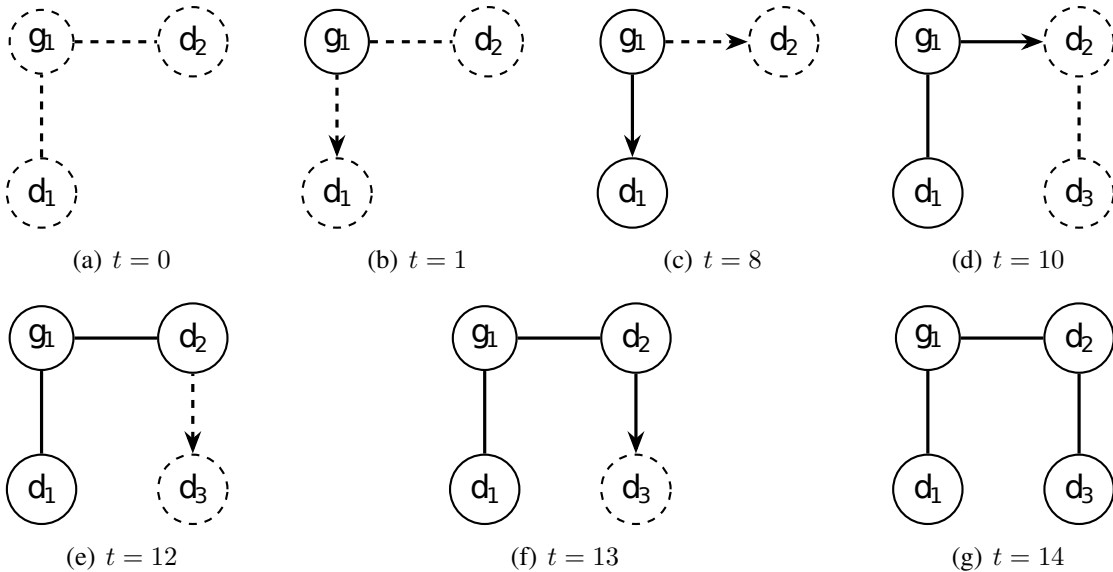 g₁ d₂ g₁ d₂ g₁ d₂ g₁ d₂
d₁ d₁ d₁ d₁ d₃
(a) t = 0 (b) t = 1 (c) t = 8 (d) t = 10
g₁ d₂ g₁ d₂ g₁ d₂
d₁ d₃ d₁ d₃ d₁ d₃
(e) t = 12 (f) t = 13 (g) t = 14